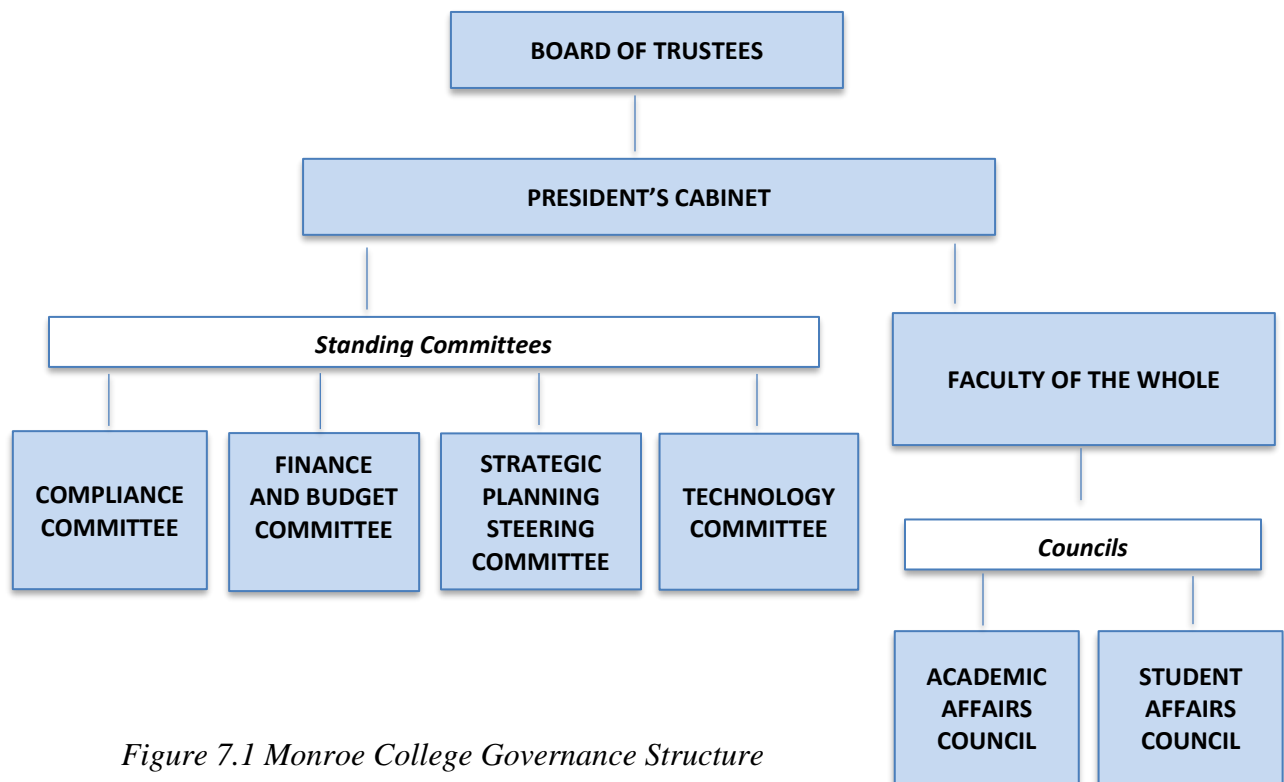 BOARD OF TRUSTEES
PRESIDENT’S CABINET
Standing Committees
FACULTY OF THE WHOLE
COMPLIANCE
COMMITTEE
FINANCE
AND BUDGET
COMMITTEE
STRATEGIC
PLANNING
STEERING
COMMITTEE
TECHNOLOGY
COMMITTEE
Councils
ACADEMIC
AFFAIRS
COUNCIL
STUDENT
AFFAIRS
COUNCIL
Figure 7.1 Monroe College Governance Structure